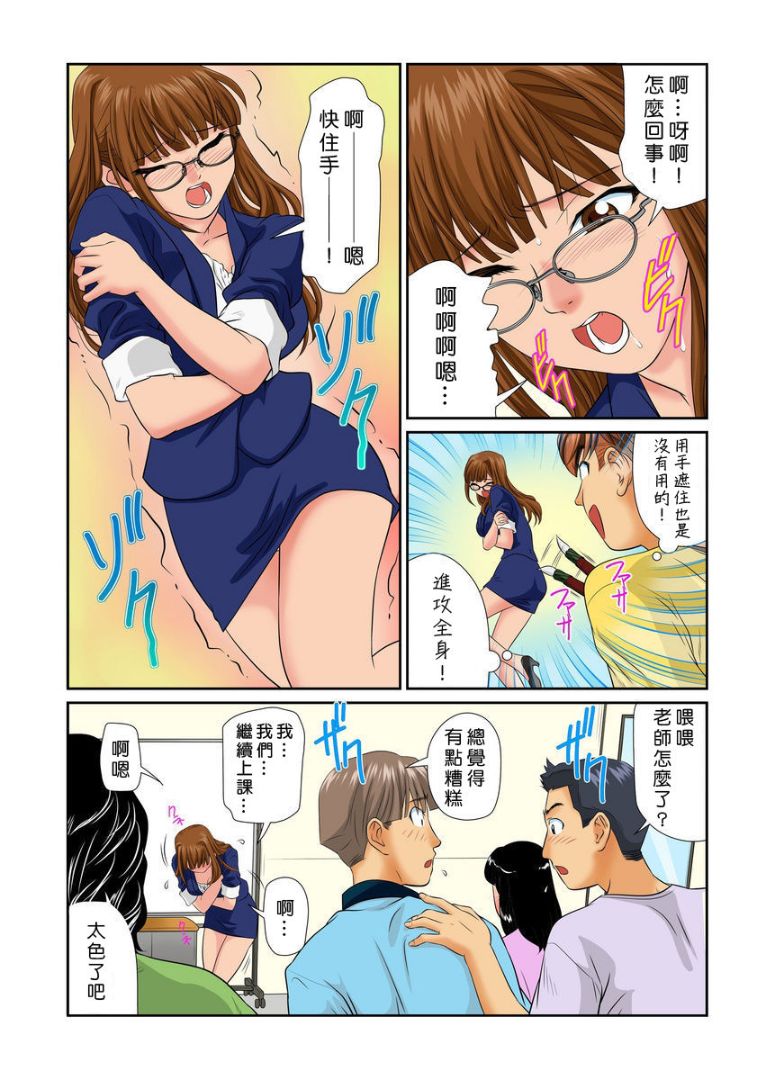 啊…呀啊！
怎麼回事！
啊啊啊嗯…
ビク
ビク
啊——嗯
快住手——！
ゾク
ゾク
用手遮住也是
沒有用的！
進攻全身！
ファサ
ファサ
喂喂
老師怎麼了？
ザワ
總覺得
有點糟糕
ザワ
我…
我們…
繼續上課…
啊…
啊嗯
太色了吧